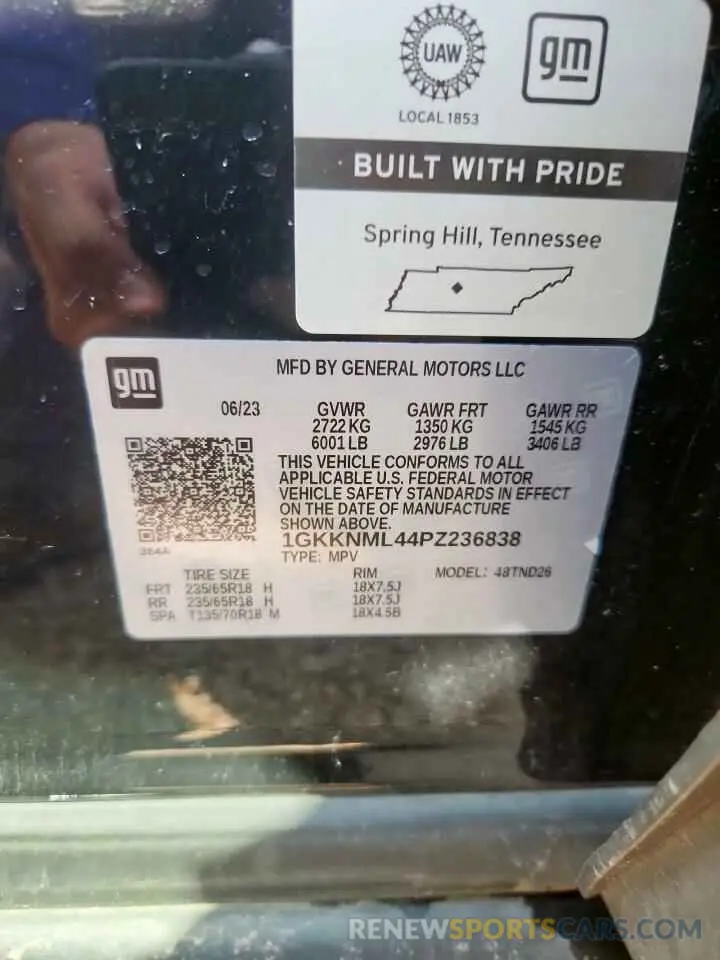 UAW
gm
LOCAL 1853
BUILT WITH PRIDE
Spring Hill, Tennessee
gm
MFD BY GENERAL MOTORS LLC
06/23 GVWR GAWR FRT GAWR RR
2722 KG 1350 KG 1545 KG
6001 LB 2976 LB 3406 LB
THIS VEHICLE CONFORMS TO ALL
APPLICABLE U.S. FEDERAL MOTOR
VEHICLE SAFETY STANDARDS IN EFFECT
ON THE DATE OF MANUFACTURE
SHOWN ABOVE.
1GKKNML44PZ236838
TYPE: MPV
TIRE SIZE RIM MODEL: 48TND26
FRT 235/65R18 H 18X7.5J
RR 235/65R18 H 18X7.5J
SPA T135/70R18 M 18X4.5B
RENEWSPORTSCARS.COM